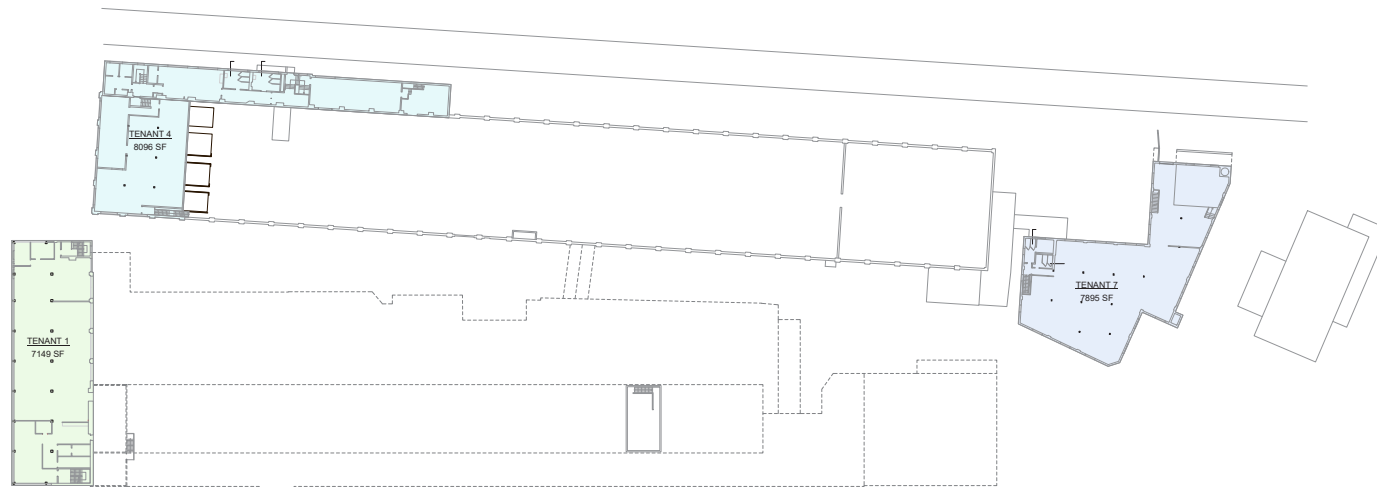 TENANT 4
8096 SF
TENANT 7
7895 SF
TENANT 1
7149 SF